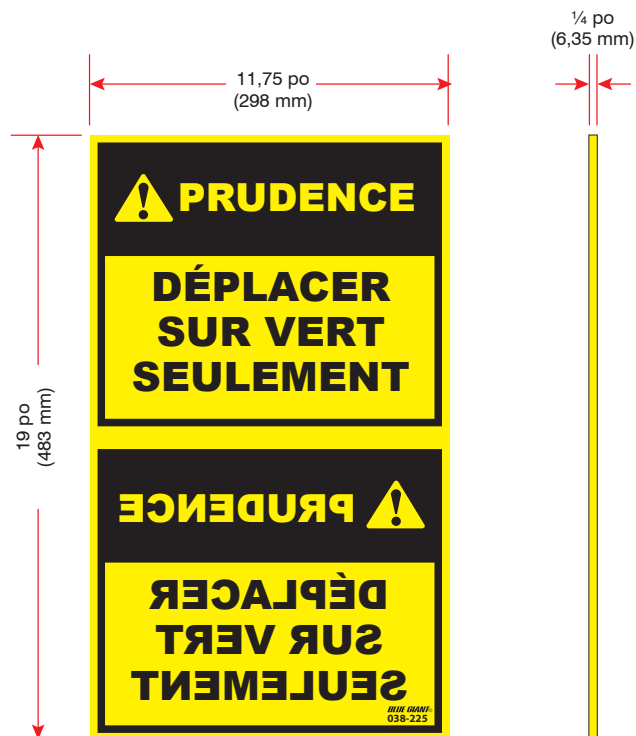 ¼ po
(6,35 mm)
11,75 po
(298 mm)
PRUDENCE
DÉPLACER
SUR VERT
SEULEMENT
19 po
(483 mm)
PRUDENCE
DÉPLACER
SUR VERT
SEULEMENT
BLUE GIANT®
038-225